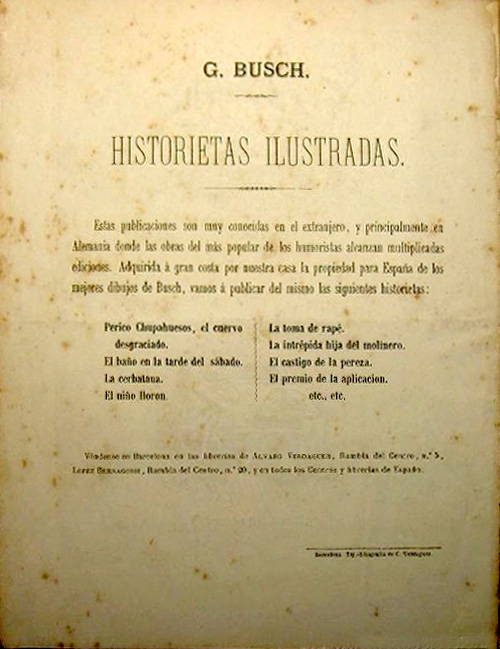 G. BUSCH.
HISTORIETAS ILUSTRADAS.
Estas publicaciones son muy conocidas en el extranjero, y principalmente en
Alemania donde las obras del más popular de los humoristas alcanzan multiplicadas
ediciones. Adquirida á gran costa por nuestra casa la propiedad para España de los
mejores dibujos de Busch, vamos á publicar del mismo las siguientes historietas:
Perico Chupahuesos, el cuervo
desgraciado.
El baño en la tarde del sábado.
La cerbatana.
El niño lloron.
La toma de rapé.
La intrépida hija del molinero.
El castigo de la pereza.
El premio de la aplicacion.
etc., etc.
Véndense en Barcelona en las librerías de ALVARO VERDAGUER, Rambla del Centro, n.º 5,
LOPEZ BERNAGOSSI, Rambla del Centro, n.º 20, y en todos los Centros y librerías de España.
Barcelona. Tip.-Litografía de C. Verdaguer.